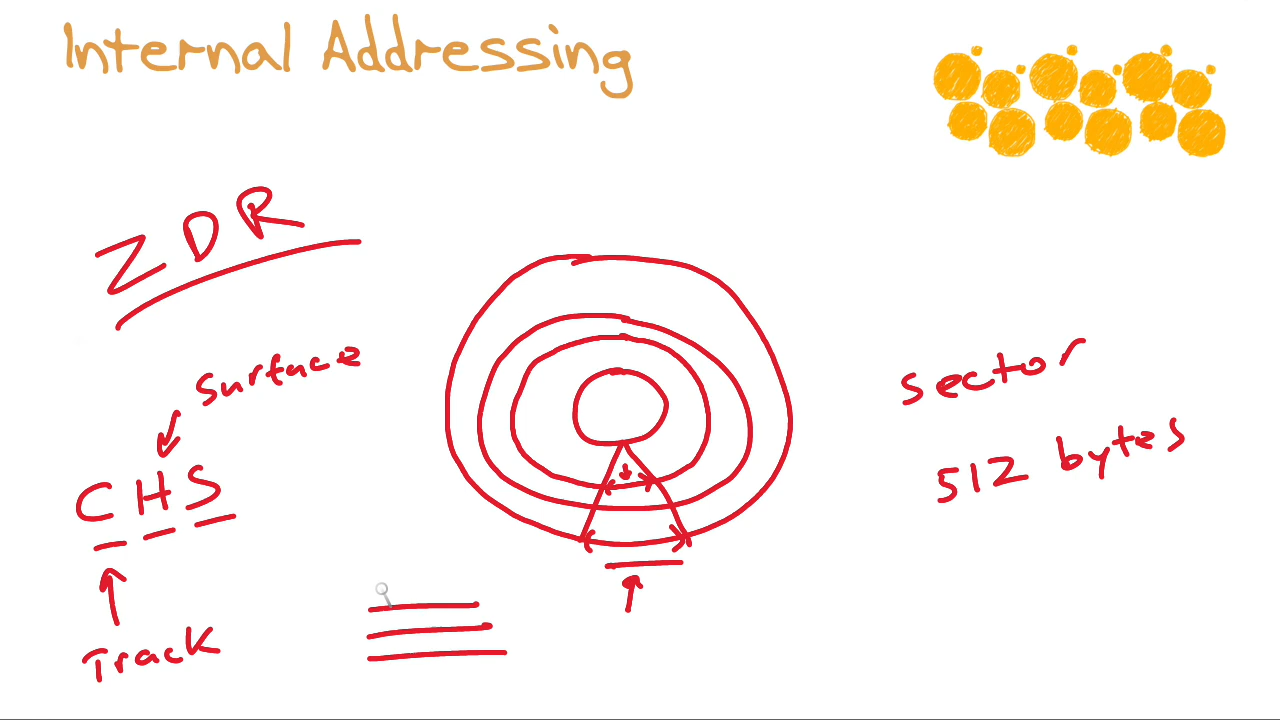 Internal Addressing
ZDR
surface
CHS
Track
sector
512 bytes